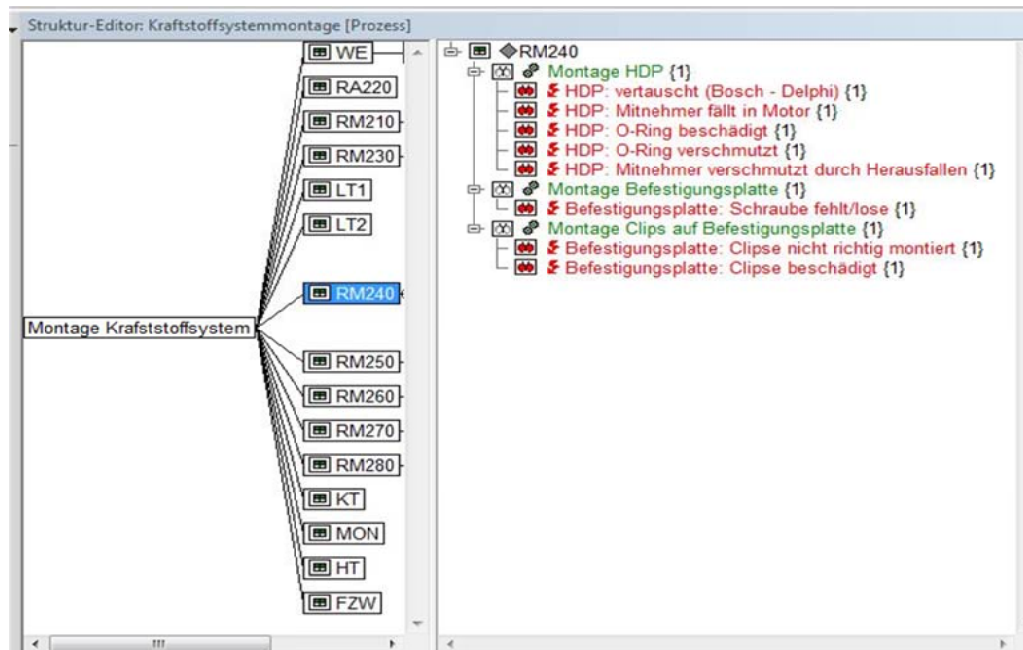 Struktur-Editor: Kraftstoffsystemmontage [Prozess]
WE
RA220
RM210
RM230
LT1
LT2
RM240
Montage Krafststoffsystem
RM250
RM260
RM270
RM280
KT
MON
HT
FZW
RM240
Montage HDP {1}
HDP: vertauscht (Bosch - Delphi) {1}
HDP: Mitnehmer fällt in Motor {1}
HDP: O-Ring beschädigt {1}
HDP: O-Ring verschmutzt {1}
HDP: Mitnehmer verschmutzt durch Herausfallen {1}
Montage Befestigungsplatte {1}
Befestigungsplatte: Schraube fehlt/lose {1}
Montage Clips auf Befestigungsplatte {1}
Befestigungsplatte: Clipse nicht richtig montiert {1}
Befestigungsplatte: Clipse beschädigt {1}